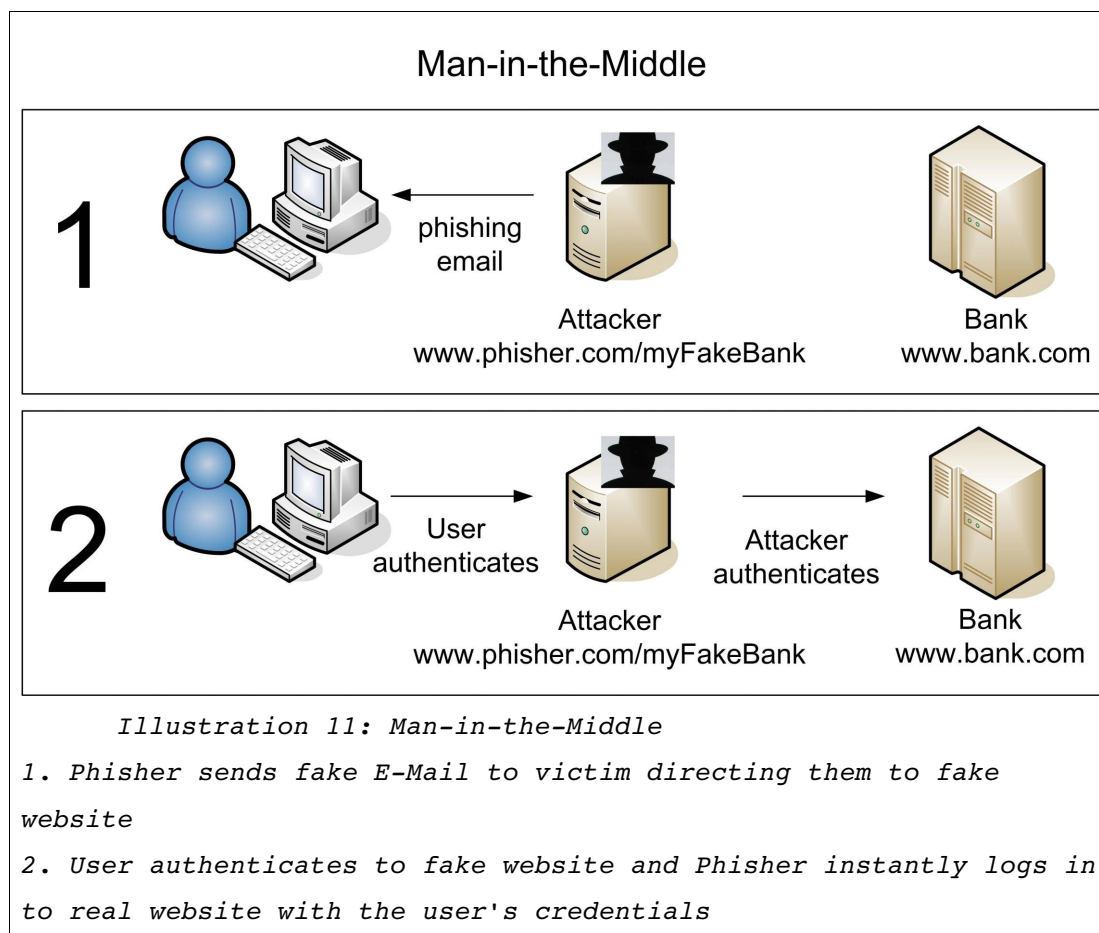 Man-in-the-Middle
1
phishing
email
Attacker
www.phisher.com/myFakeBank
Bank
www.bank.com
2
User
authenticates
Attacker
authenticates
Attacker
www.phisher.com/myFakeBank
Bank
www.bank.com
Illustration 11: Man-in-the-Middle
1. Phisher sends fake E-Mail to victim directing them to fake
website
2. User authenticates to fake website and Phisher instantly logs in
to real website with the user's credentials